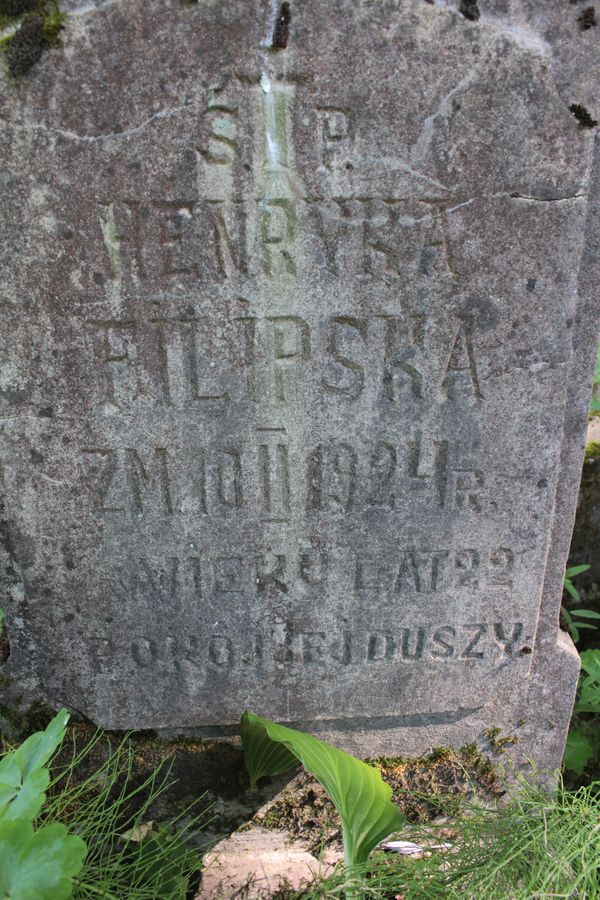 Ś. P.
HENRYKA
FILIPSKA
ZM. 10 II 1924 R.
W WIEKU LAT 22
POKÓJ JEJ DUSZY